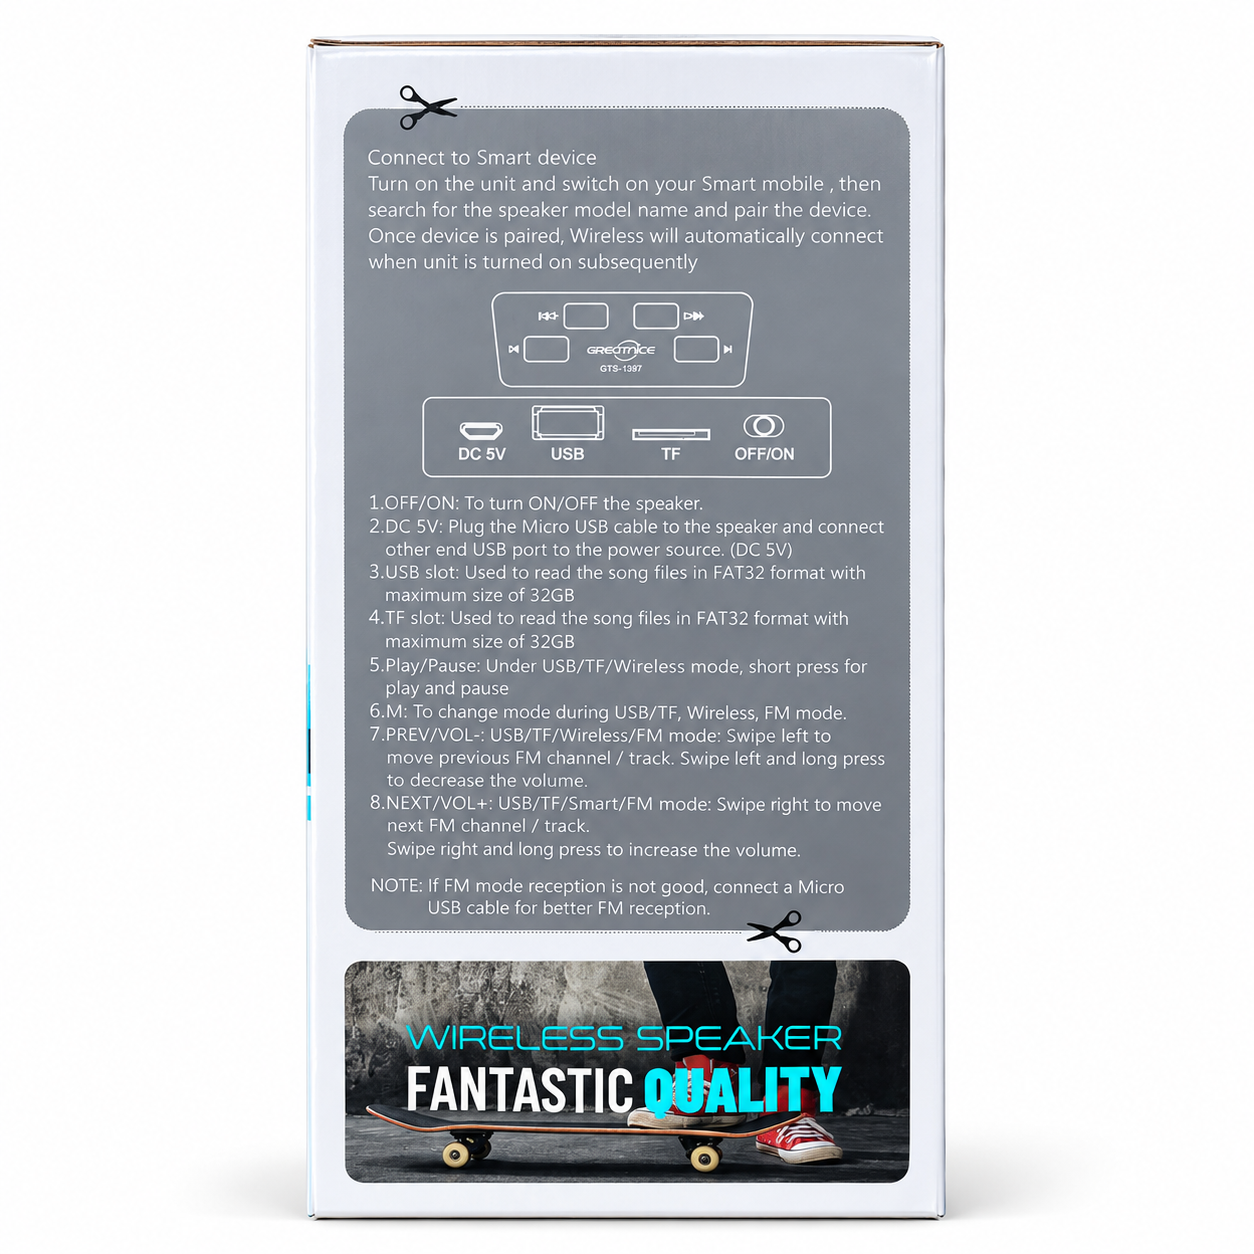 Connect to Smart device
Turn on the unit and switch on your Smart mobile , then
search for the speaker model name and pair the device.
Once device is paired, Wireless will automatically connect
when unit is turned on subsequently
GREATNICE
GTS-1397
DC 5V USB TF OFF/ON
1.OFF/ON: To turn ON/OFF the speaker.
2.DC 5V: Plug the Micro USB cable to the speaker and connect
other end USB port to the power source. (DC 5V)
3.USB slot: Used to read the song files in FAT32 format with
maximum size of 32GB
4.TF slot: Used to read the song files in FAT32 format with
maximum size of 32GB
5.Play/Pause: Under USB/TF/Wireless mode, short press for
play and pause
6.M: To change mode during USB/TF, Wireless, FM mode.
7.PREV/VOL-: USB/TF/Wireless/FM mode: Swipe left to
move previous FM channel / track. Swipe left and long press
to decrease the volume.
8.NEXT/VOL+: USB/TF/Smart/FM mode: Swipe right to move
next FM channel / track.
Swipe right and long press to increase the volume.
NOTE: If FM mode reception is not good, connect a Micro
USB cable for better FM reception.
WIRELESS SPEAKER
FANTASTIC QUALITY